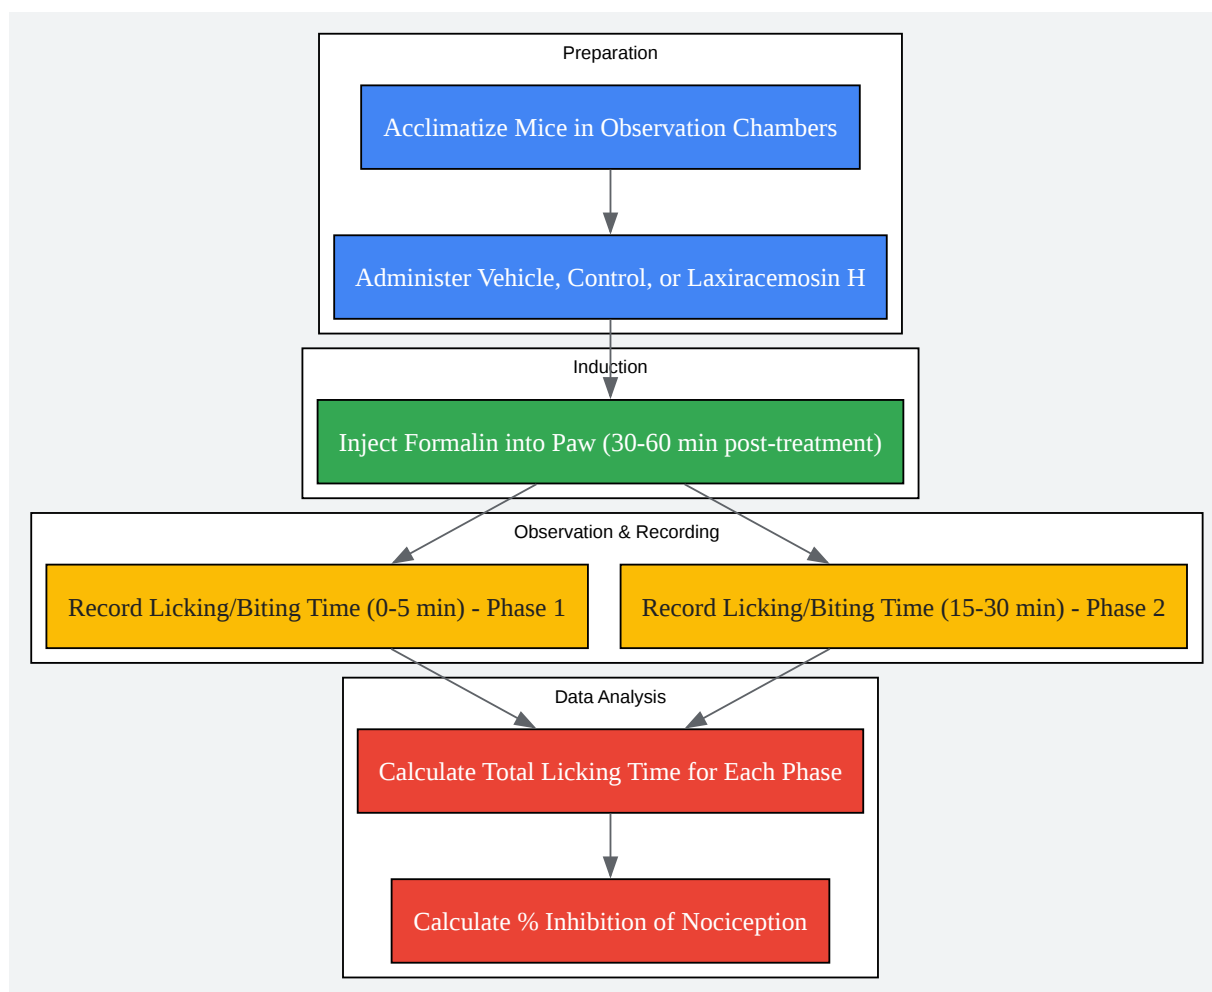 Preparation
Acclimatize Mice in Observation Chambers
Administer Vehicle, Control, or Laxiracemosin H
Induction
Inject Formalin into Paw (30-60 min post-treatment)
Observation & Recording
Record Licking/Biting Time (0-5 min) - Phase 1
Record Licking/Biting Time (15-30 min) - Phase 2
Data Analysis
Calculate Total Licking Time for Each Phase
Calculate % Inhibition of Nociception